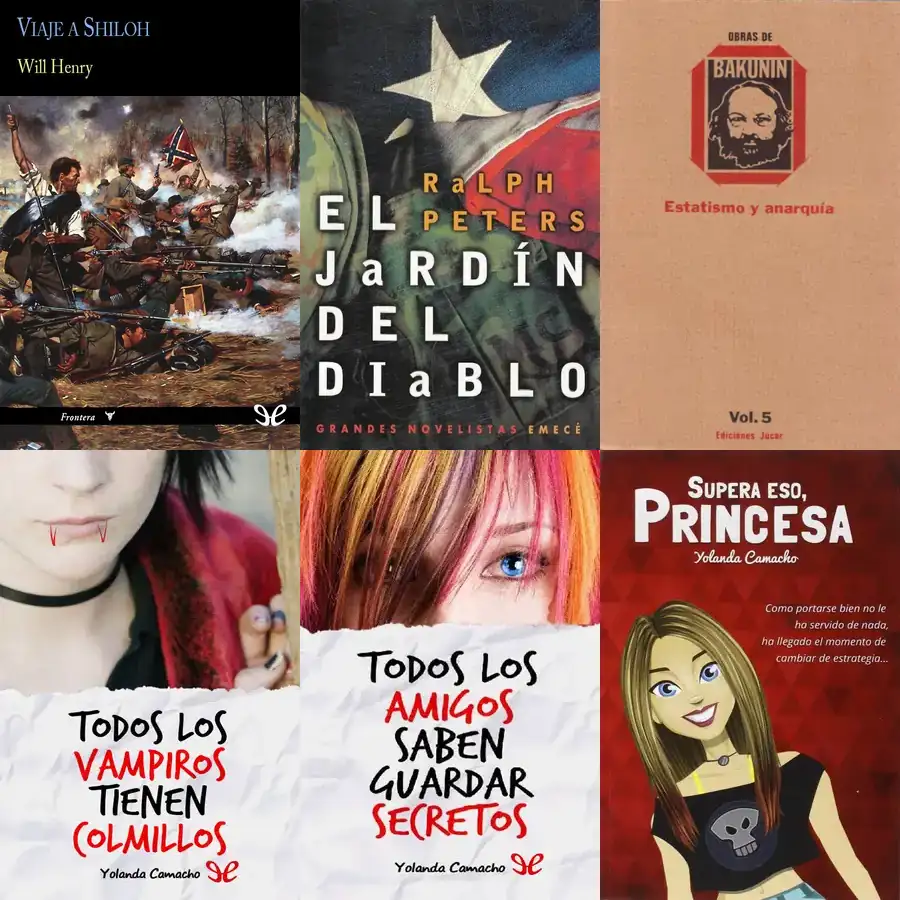 VIAJE A SHILOH
Will Henry
Frontera
RaLPH
PETERS
EL
JaRDÍN
DEL
DIaBLO
MC
GRANDES NOVELISTAS EMECÉ
OBRAS DE
BAKUNIN
Estatismo y anarquía
Vol. 5
Ediciones Júcar
TODOS LOS
VAMPIROS
TIENEN
COLMILLOS
Yolanda Camacho
TODOS LOS
AMIGOS
SABEN
GUARDAR
SECRETOS
Yolanda Camacho
SUPERA ESO,
PRINCESA
Yolanda Camacho
Como portarse bien no le
ha servido de nada,
ha llegado el momento de
cambiar de estrategia...